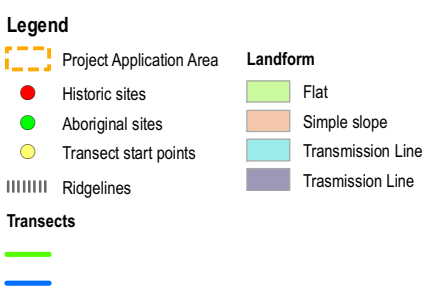 Legend
Project Application Area
Historic sites
Aboriginal sites
Transect start points
Ridgelines
Transects
Landform
Flat
Simple slope
Transmission Line
Trasmission Line